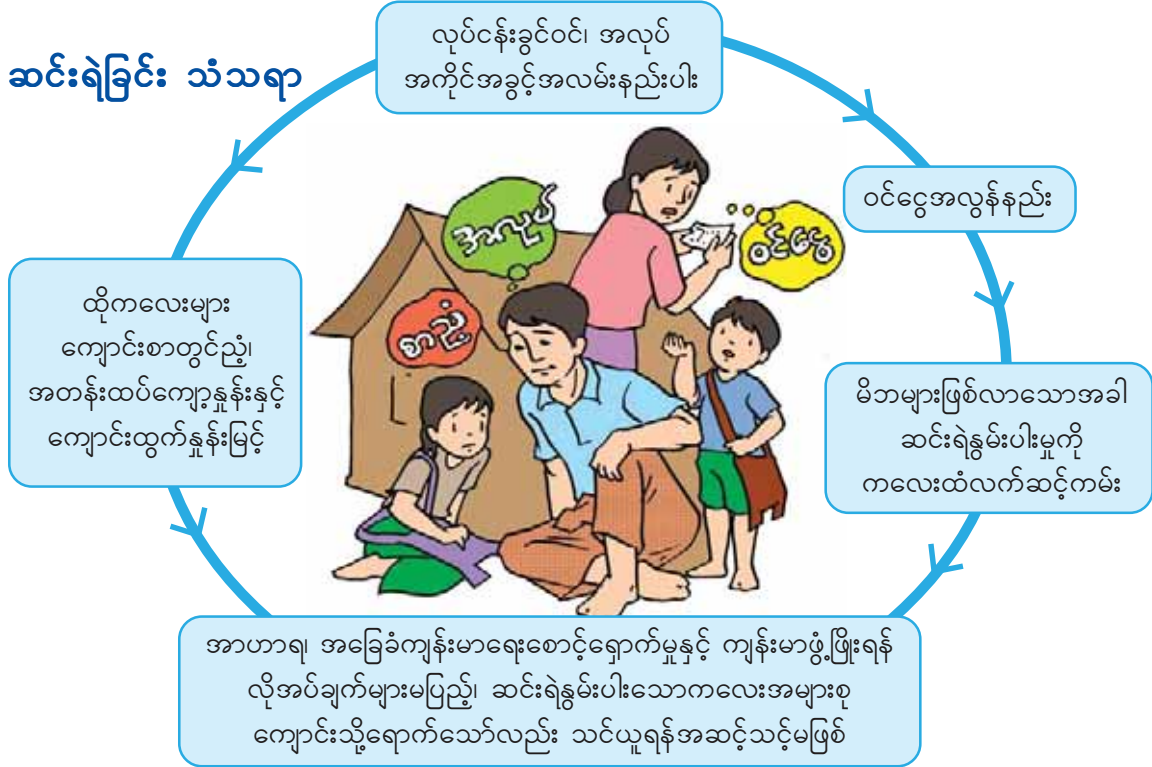 ဆင်းရဲခြင်း သံသရာ
လုပ်ငန်းခွင်ဝင်၊ အလုပ်
အကိုင်အခွင့်အလမ်းနည်းပါး
ဝင်ငွေအလွန်နည်း
မိဘများဖြစ်လာသောအခါ
ဆင်းရဲနွမ်းပါးမှုကို
ကလေးထံလက်ဆင့်ကမ်း
အာဟာရ၊ အခြေခံကျန်းမာရေးစောင့်ရှောက်မှုနှင့် ကျန်းမာဖွံ့ဖြိုးရန်
လိုအပ်ချက်များမပြည့်၊ ဆင်းရဲနွမ်းပါးသောကလေးအများစု
ကျောင်းသို့ရောက်သော်လည်း သင်ယူရန်အဆင့်သင့်မဖြစ်
ထိုကလေးများ
ကျောင်းစာတွင်ညံ့၊
အတန်းထပ်ကျော့နှုန်းနှင့်
ကျောင်းထွက်နှုန်းမြင့်
အလုပ်
ဝင်ငွေ
စာညံ့